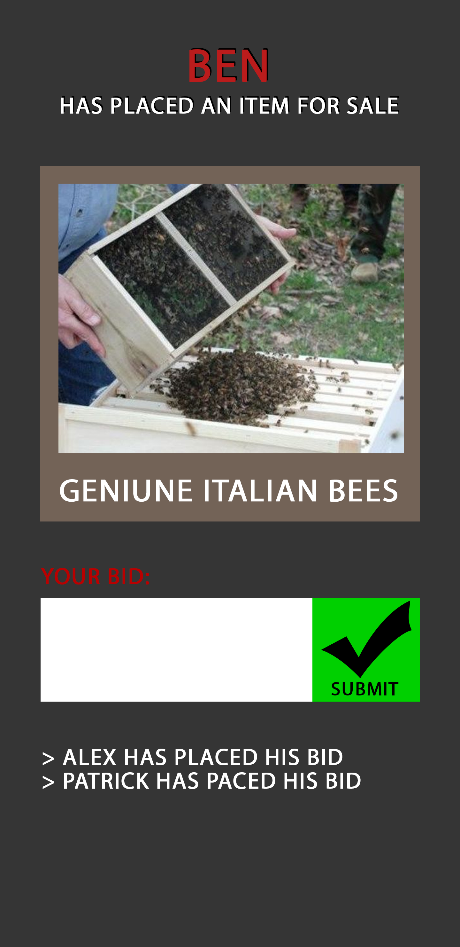 BEN
HAS PLACED AN ITEM FOR SALE
GENIUNE ITALIAN BEES
YOUR BID:
SUBMIT
> ALEX HAS PLACED HIS BID
> PATRICK HAS PACED HIS BID